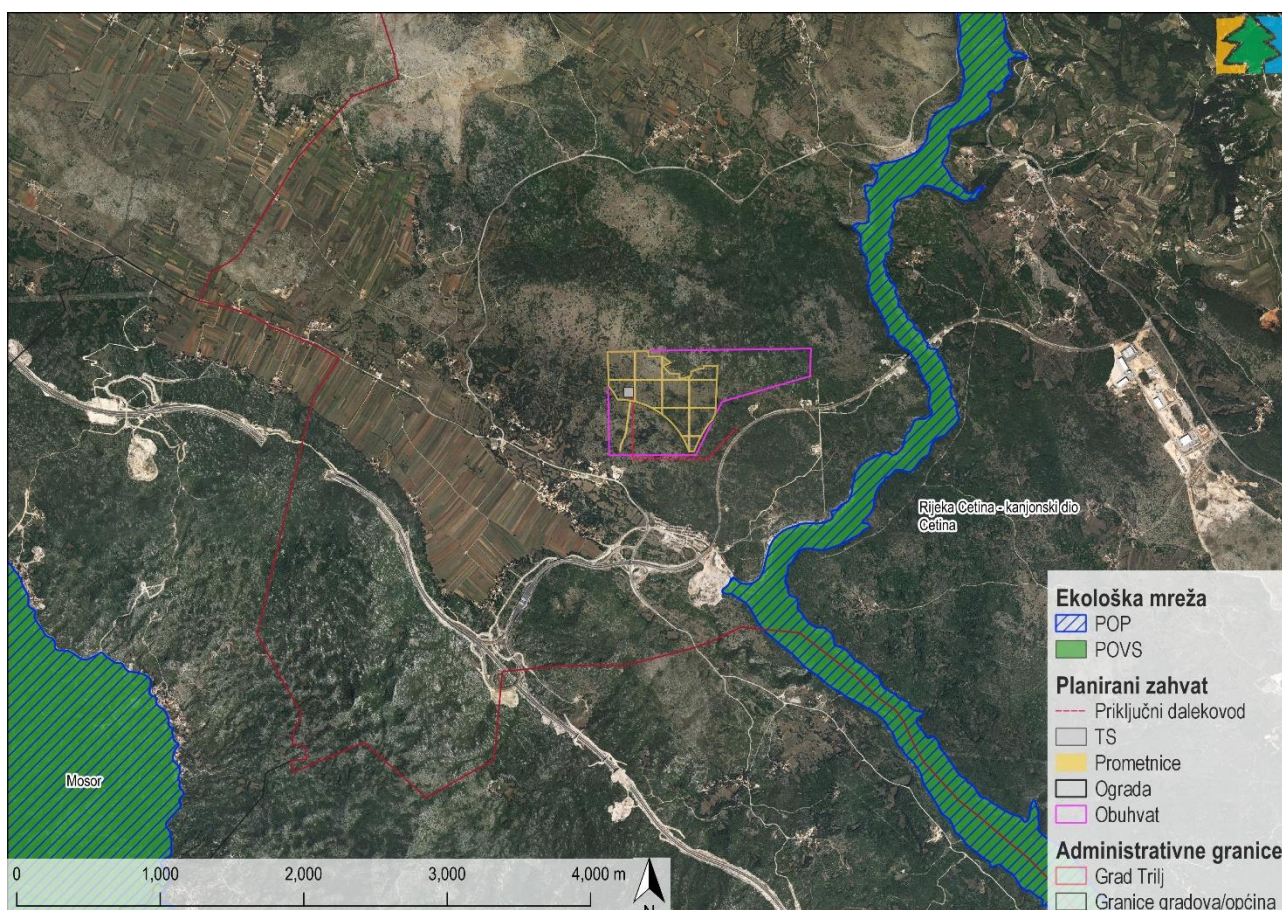 Rijeka Cetina - kanjonski dio
Cetina
Mosor
Ekološka mreža
POP
POVS
Planirani zahvat
Priključni dalekovod
TS
Prometnice
Ograda
Obuhvat
Administrativne granice
Grad Trilj
Granice gradova/općina
0 1,000 2,000 3,000 4,000 m
N